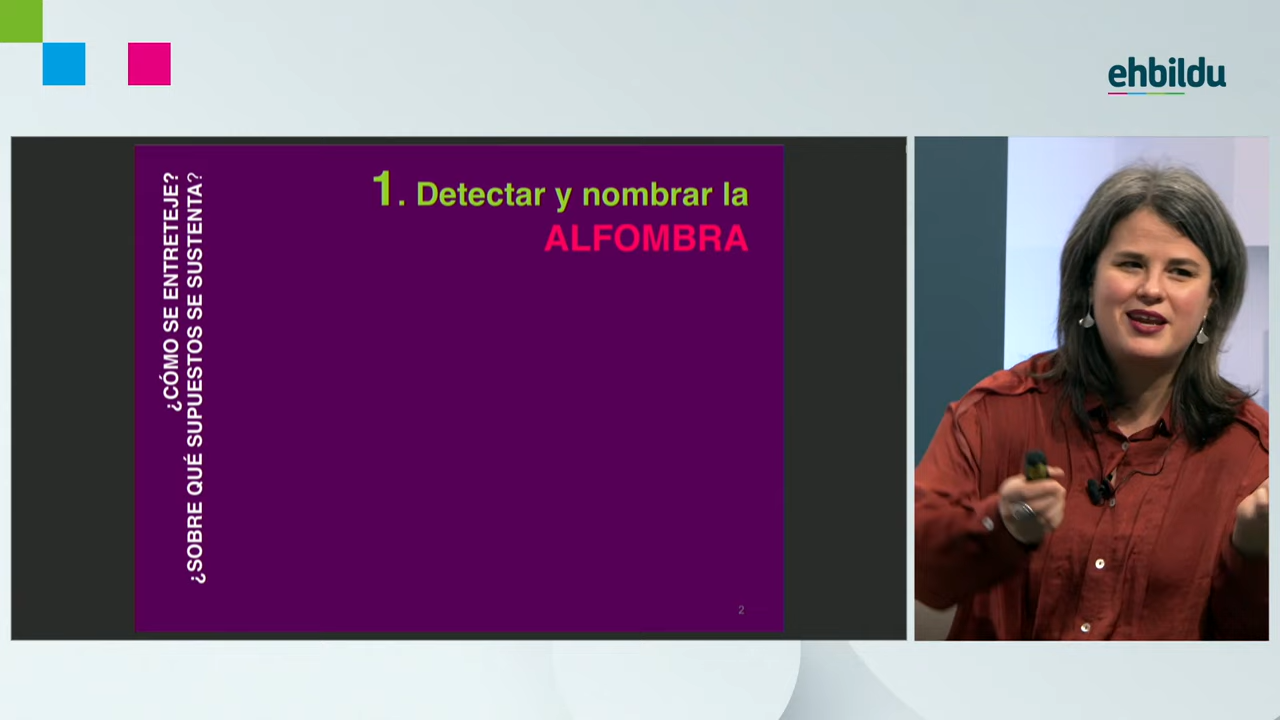 ehbildu
1. Detectar y nombrar la
ALFOMBRA
¿CÓMO SE ENTRETEJE?
¿SOBRE QUÉ SUPUESTOS SE SUSTENTA?
2